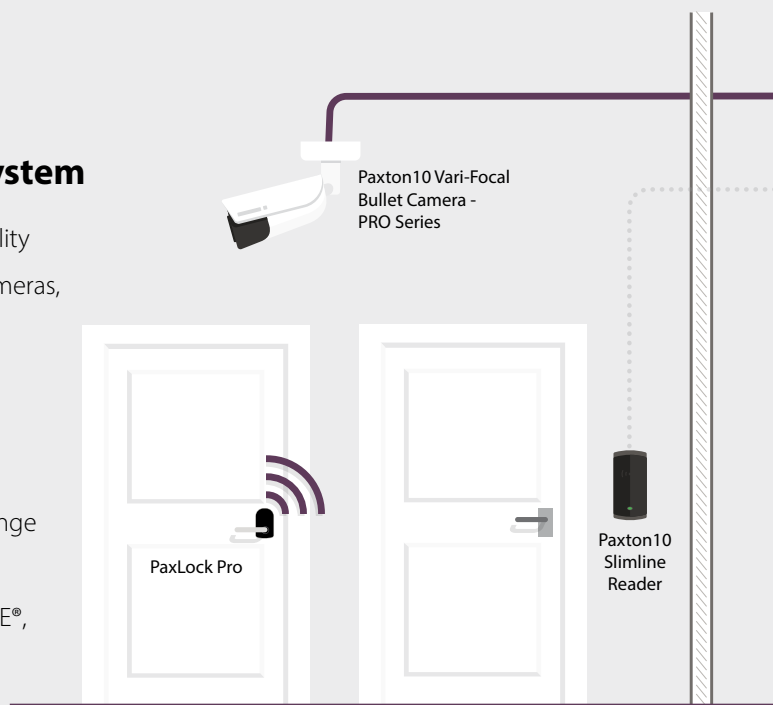 ystem
lity
meras,
nge
E®,
Paxton10 Vari-Focal
Bullet Camera -
PRO Series
PaxLock Pro
Paxton10
Slimline
Reader